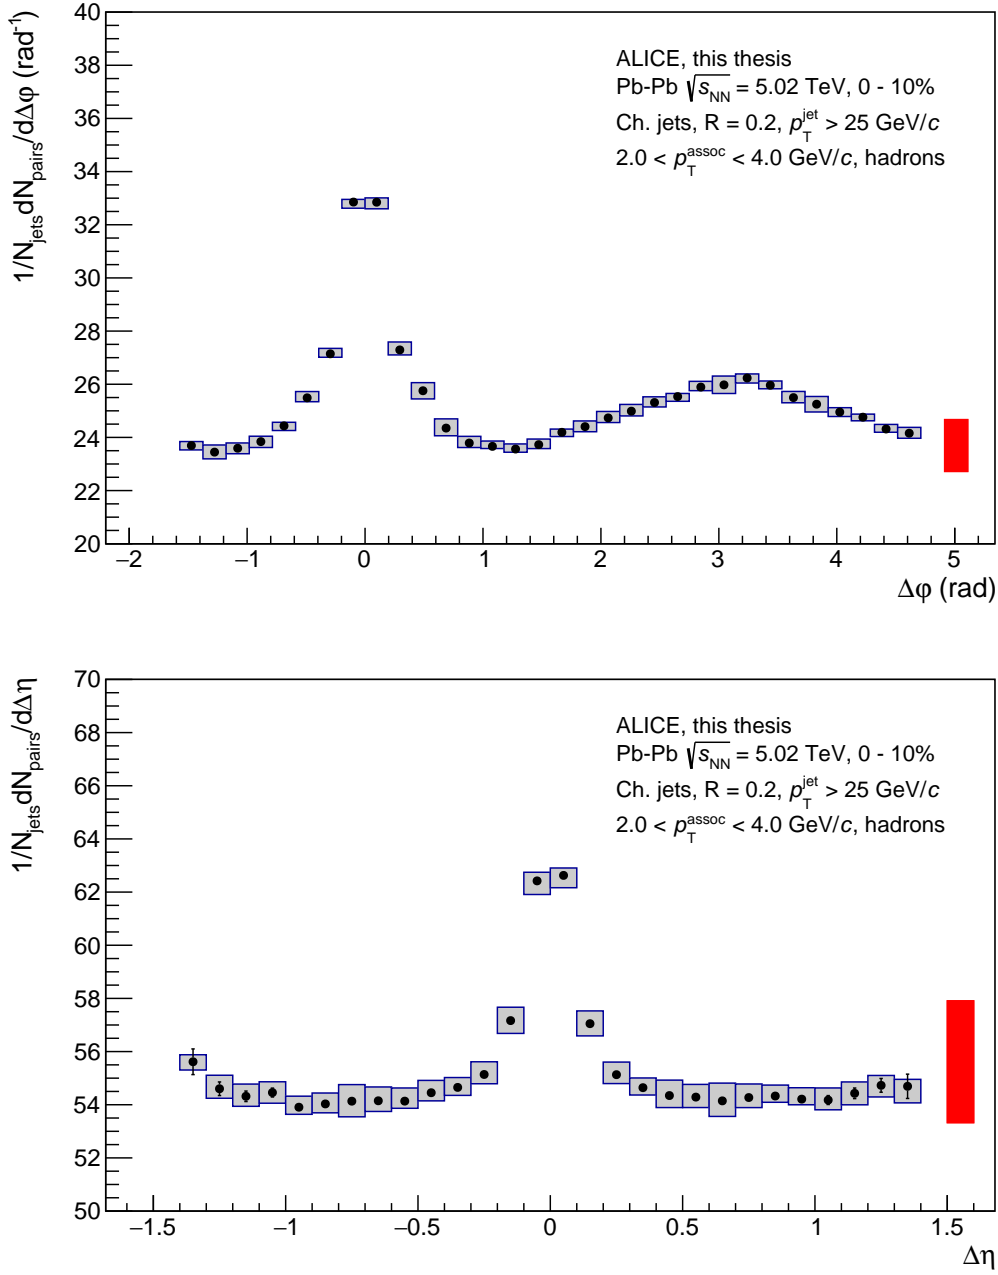 1/N_jets dN_pairs/dΔφ (rad⁻¹)
40
38
36
34
32
30
28
26
24
22
20
ALICE, this thesis
Pb-Pb √s_NN = 5.02 TeV, 0 - 10%
Ch. jets, R = 0.2, p_T^jet > 25 GeV/c
2.0 < p_T^assoc < 4.0 GeV/c, hadrons
−2 −1 0 1 2 3 4 5
Δφ (rad)
1/N_jets dN_pairs/dΔη
70
68
66
64
62
60
58
56
54
52
50
ALICE, this thesis
Pb-Pb √s_NN = 5.02 TeV, 0 - 10%
Ch. jets, R = 0.2, p_T^jet > 25 GeV/c
2.0 < p_T^assoc < 4.0 GeV/c, hadrons
−1.5 −1 −0.5 0 0.5 1 1.5
Δη